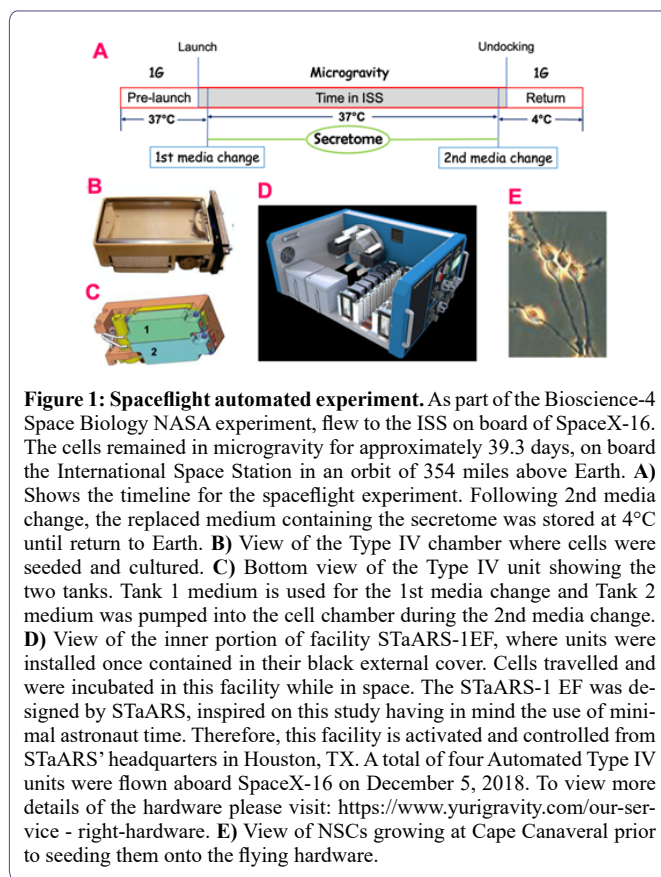 Launch
Undocking
A
1G
Microgravity
1G
Pre-launch
Time in ISS
Return
37°C
37°C
4°C
Secretome
1st media change
2nd media change
B
D
E
C
1
2
Figure 1: Spaceflight automated experiment. As part of the Bioscience-4
Space Biology NASA experiment, flew to the ISS on board of SpaceX-16.
The cells remained in microgravity for approximately 39.3 days, on board
the International Space Station in an orbit of 354 miles above Earth. A)
Shows the timeline for the spaceflight experiment. Following 2nd media
change, the replaced medium containing the secretome was stored at 4°C
until return to Earth. B) View of the Type IV chamber where cells were
seeded and cultured. C) Bottom view of the Type IV unit showing the
two tanks. Tank 1 medium is used for the 1st media change and Tank 2
medium was pumped into the cell chamber during the 2nd media change.
D) View of the inner portion of facility STaARS-1EF, where units were
installed once contained in their black external cover. Cells travelled and
were incubated in this facility while in space. The STaARS-1 EF was de-
signed by STaARS, inspired on this study having in mind the use of mini-
mal astronaut time. Therefore, this facility is activated and controlled from
STaARS’ headquarters in Houston, TX. A total of four Automated Type IV
units were flown aboard SpaceX-16 on December 5, 2018. To view more
details of the hardware please visit: https://www.yurigravity.com/our-ser-
vice - right-hardware. E) View of NSCs growing at Cape Canaveral prior
to seeding them onto the flying hardware.